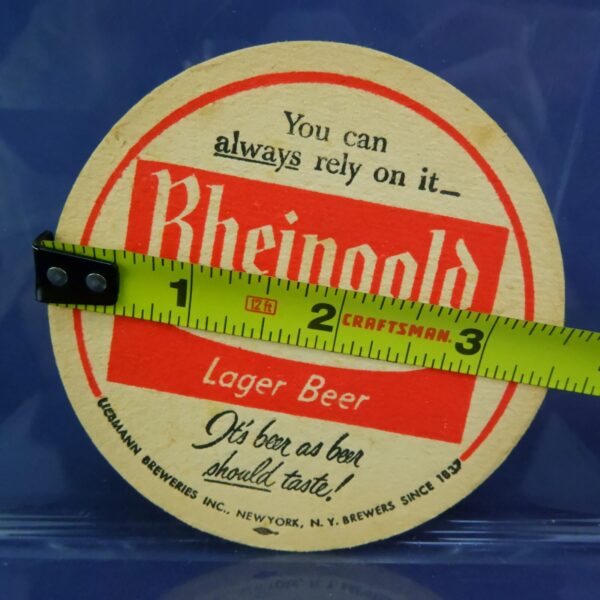 You can
always rely on it_
Rheingold
1 12 ft 2 CRAFTSMAN. 3
Lager Beer
It's beer as beer
should taste!
LIEBMANN BREWERIES INC., NEW YORK, N. Y. BREWERS SINCE 1837